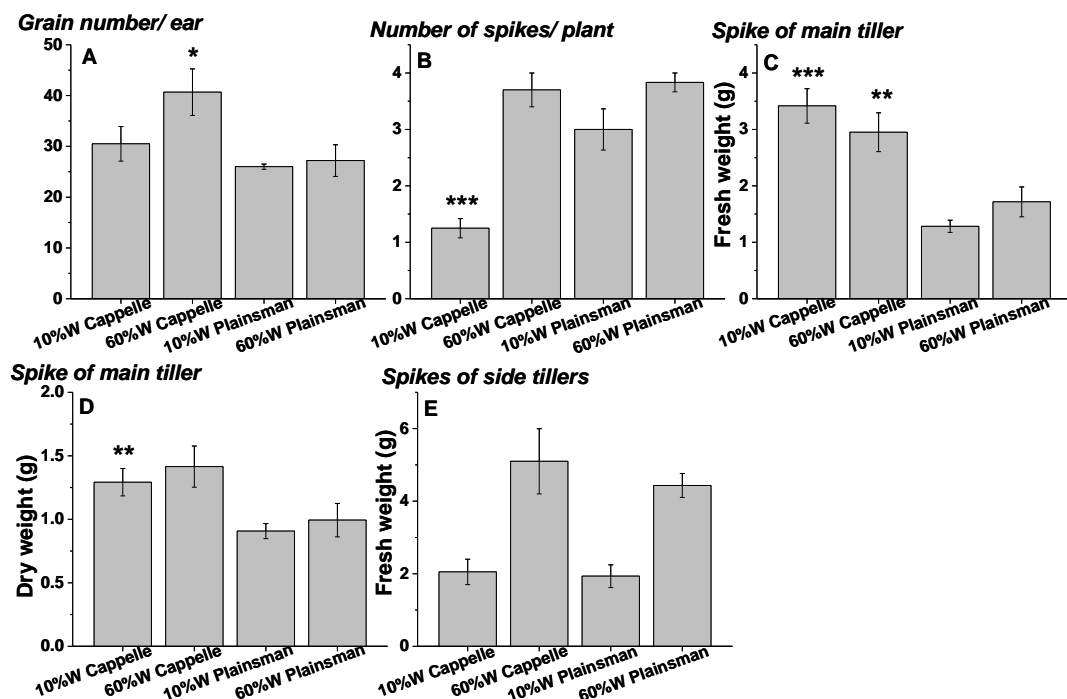 Grain number/ ear
A
50
40
30
20
10
0
*
10%W Cappelle
60%W Cappelle
10%W Plainsman
60%W Plainsman
Number of spikes/ plant
B
4
3
2
1
0
***
10%W Cappelle
60%W Cappelle
10%W Plainsman
60%W Plainsman
Spike of main tiller
C
Fresh weight (g)
4
3
2
1
0
***
**
10%W Cappelle
60%W Cappelle
10%W Plainsman
60%W Plainsman
Spike of main tiller
D
Dry weight (g)
2.0
1.5
1.0
0.5
0.0
**
10%W Cappelle
60%W Cappelle
10%W Plainsman
60%W Plainsman
Spikes of side tillers
E
Fresh weight (g)
6
4
2
0
10%W Cappelle
60%W Cappelle
10%W Plainsman
60%W Plainsman